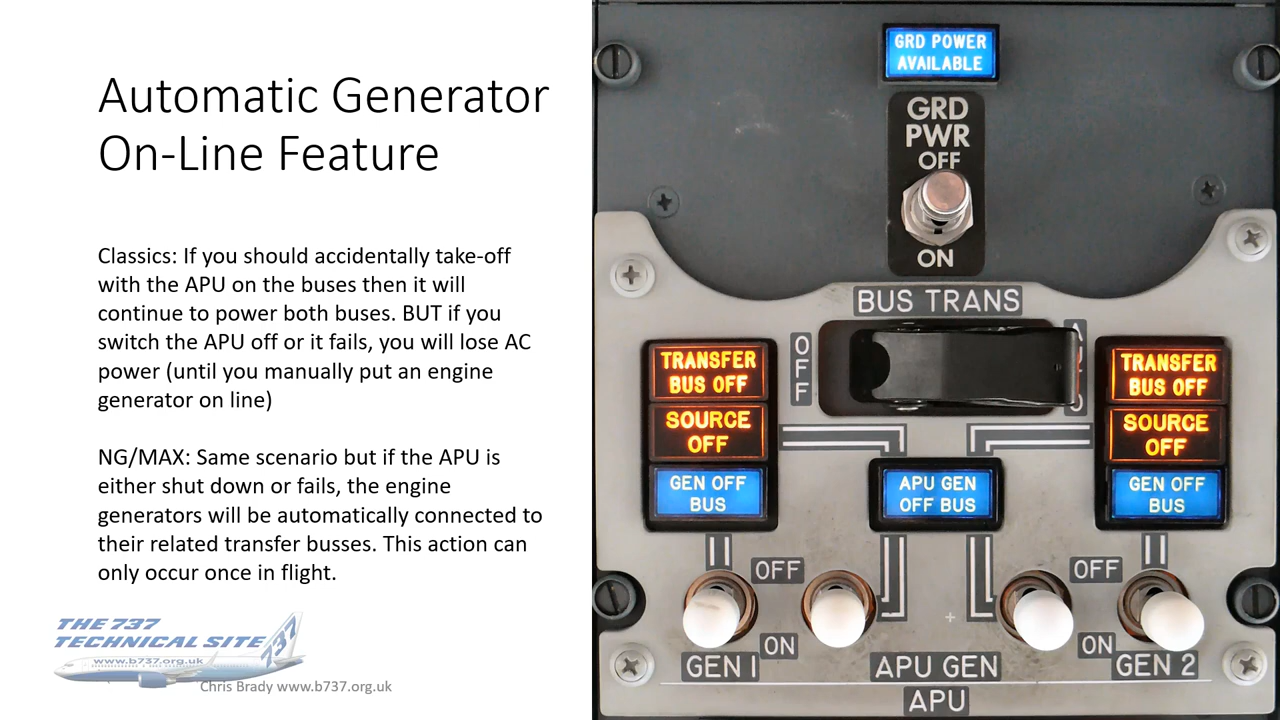 Automatic Generator
On-Line Feature
Classics: If you should accidentally take-off
with the APU on the buses then it will
continue to power both buses. BUT if you
switch the APU off or it fails, you will lose AC
power (until you manually put an engine
generator on line)
NG/MAX: Same scenario but if the APU is
either shut down or fails, the engine
generators will be automatically connected to
their related transfer busses. This action can
only occur once in flight.
THE 737
TECHNICAL SITE
737
www.b737.org.uk
Chris Brady www.b737.org.uk
GRD POWER
AVAILABLE
GRD
PWR
OFF
ON
BUS TRANS
OFF
TRANSFER
BUS OFF
SOURCE
OFF
GEN OFF
BUS
APU GEN
OFF BUS
TRANSFER
BUS OFF
SOURCE
OFF
GEN OFF
BUS
OFF
OFF
ON
ON
GEN 1
APU GEN
GEN 2
APU